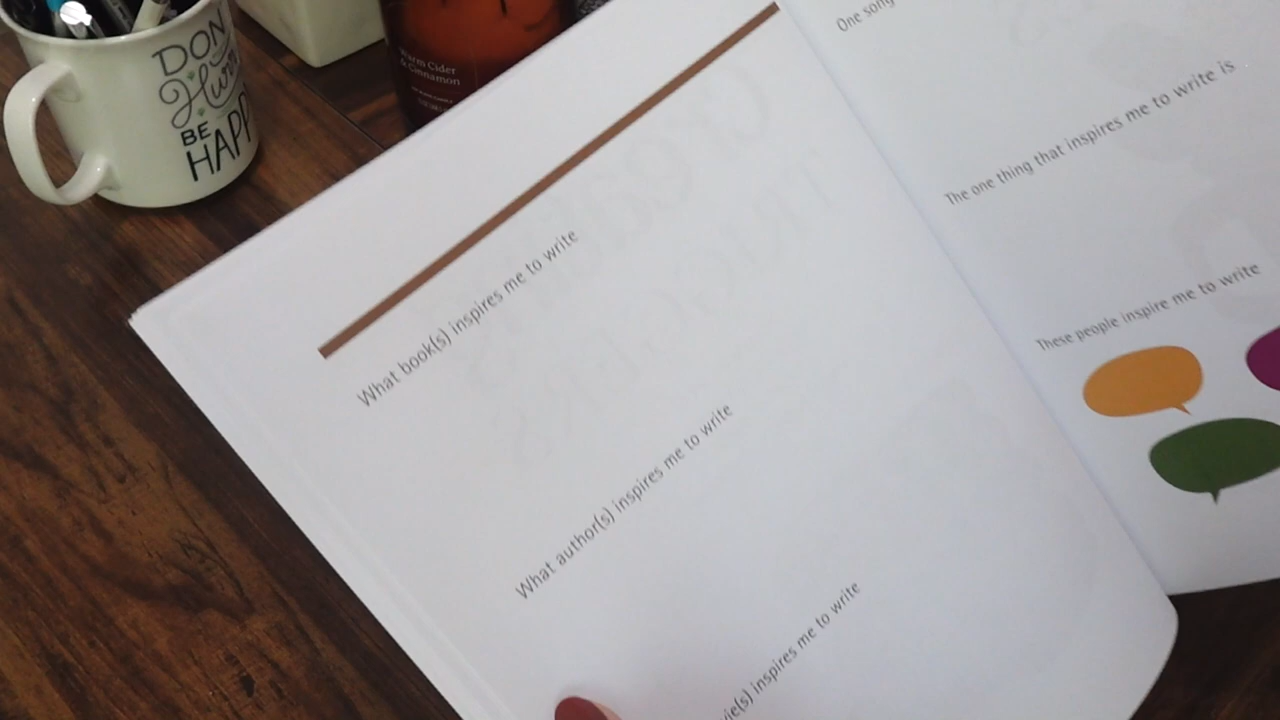 DON
Hurr
BE
HAPP
Warm Cider
& Cinnamon
What book(s) inspires me to write
What author(s) inspires me to write
vie(s) inspires me to write
One song
The one thing that inspires me to write is
These people inspire me to write